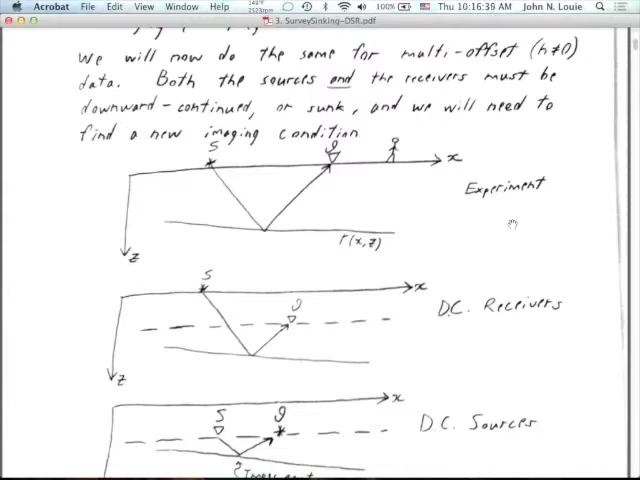 Acrobat File Edit View Window Help 149°F 2523rpm 100% Thu 10:16:39 AM John N. Louie
3. SurveySinking-DSR.pdf
We will now do the same for multi-offset (h≠0)
data. Both the sources and the receivers must be
downward-continued, or sunk, and we will need to
find a new imaging condition
S g
x
Experiment
r(x,z)
z
S
x
g
D.C. Receivers
z
x
S g
D.C. Sources